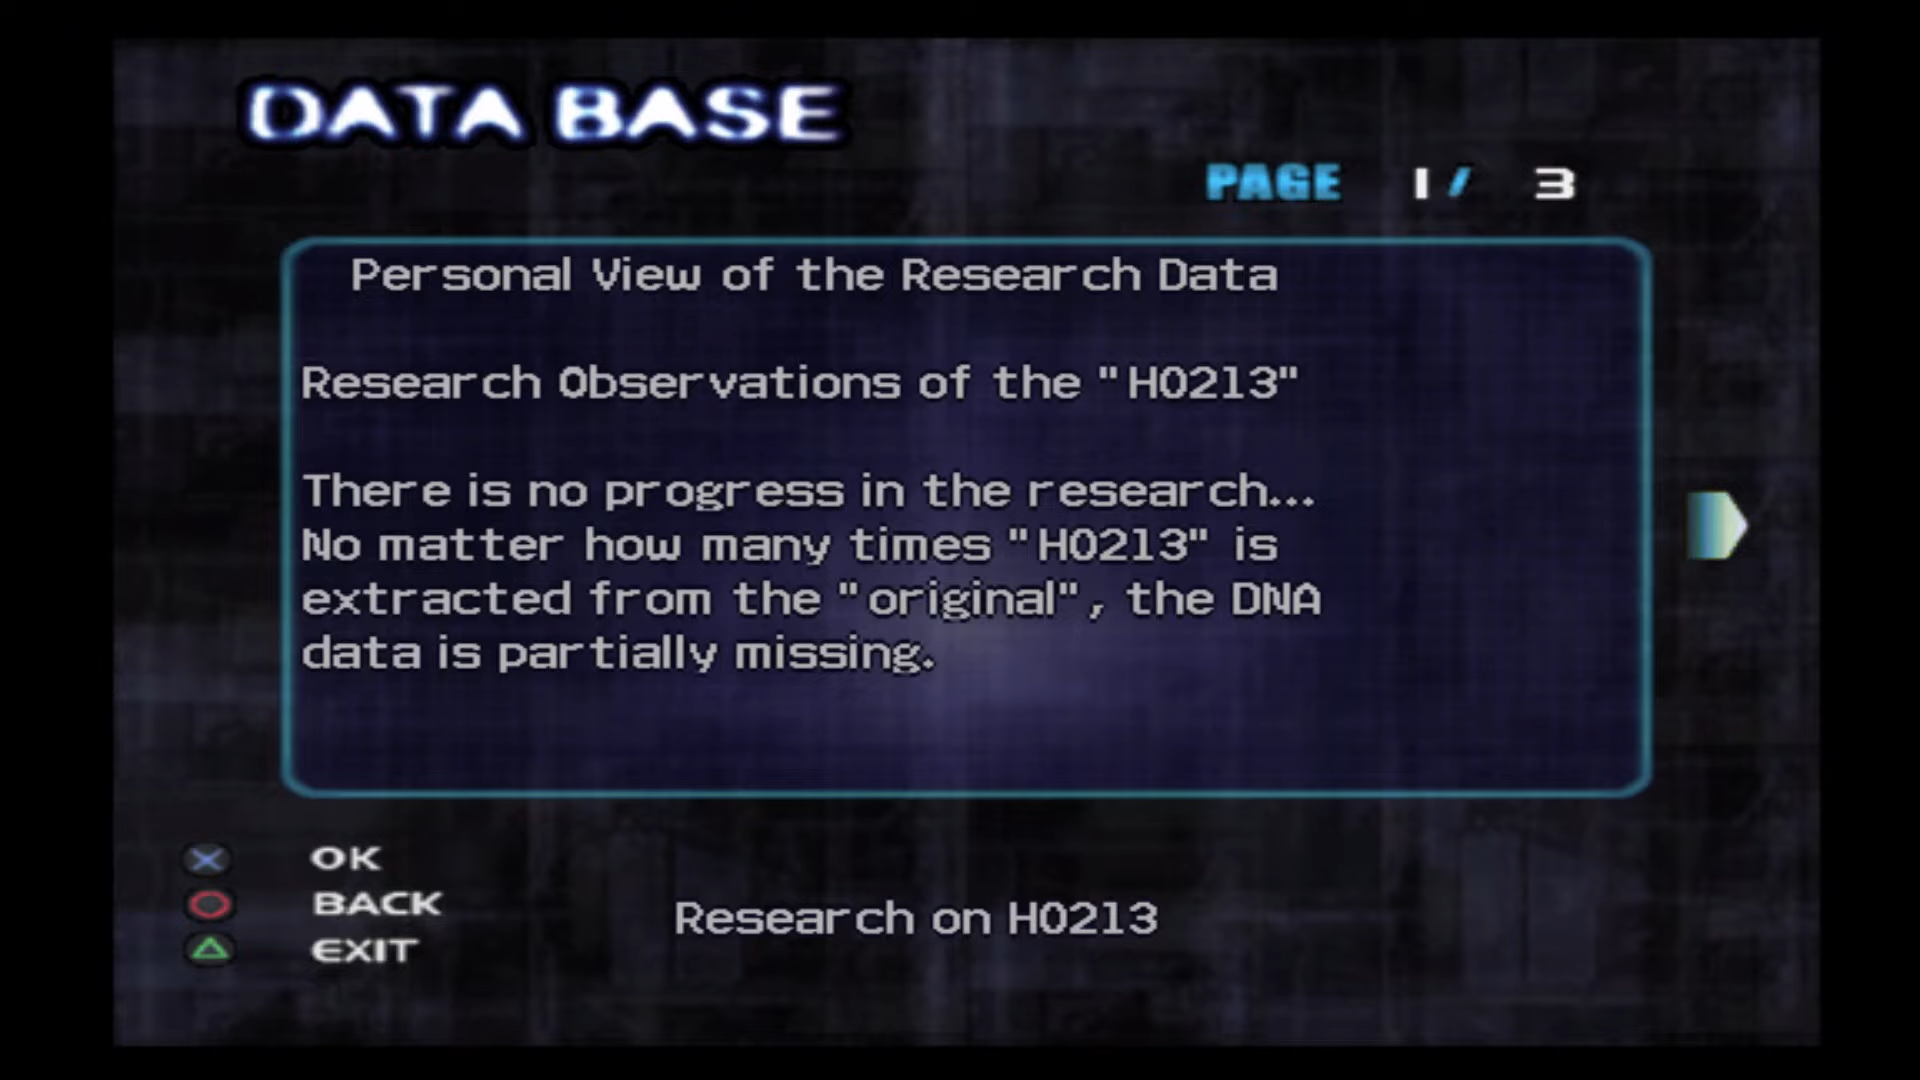 DATA BASE
PAGE 1 / 3
Personal View of the Research Data
Research Observations of the "H0213"
There is no progress in the research...
No matter how many times "H0213" is
extracted from the "original", the DNA
data is partially missing.
OK
BACK
EXIT
Research on H0213